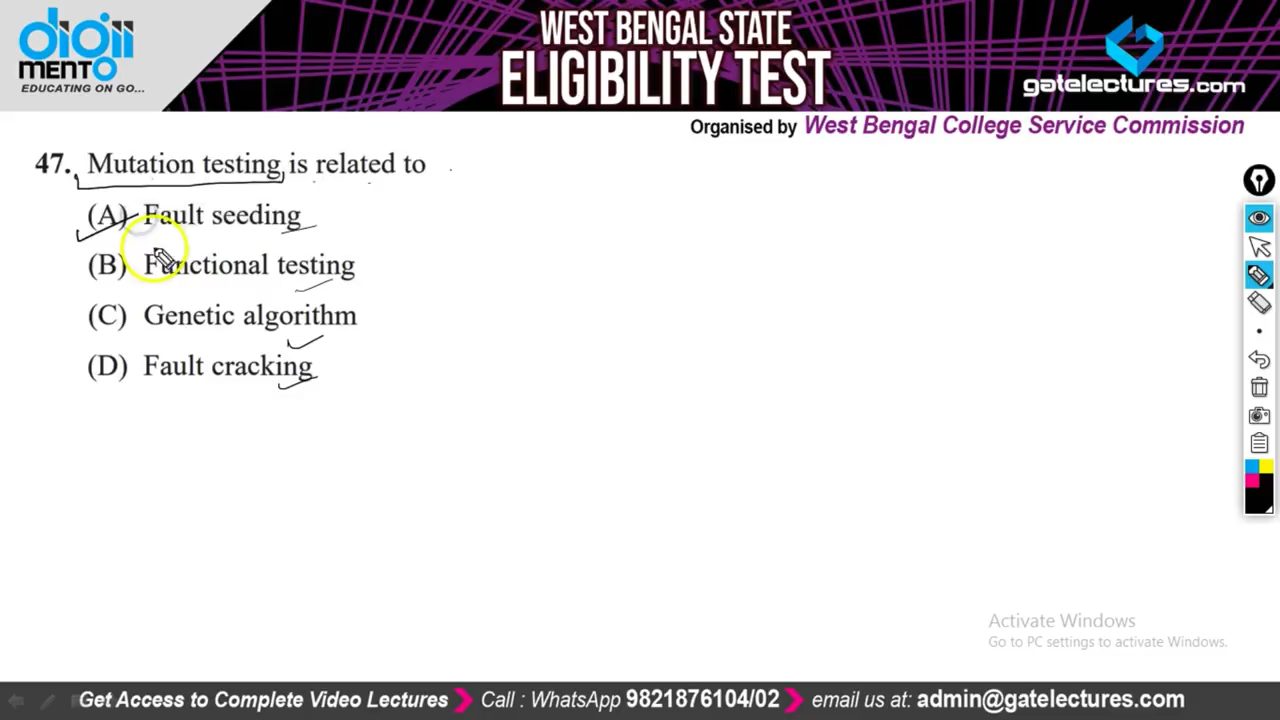 digii
MENTO
EDUCATING ON GO...
WEST BENGAL STATE
ELIGIBILITY TEST
gatelectures.com
Organised by West Bengal College Service Commission
47. Mutation testing is related to
(A) Fault seeding
(B) Functional testing
(C) Genetic algorithm
(D) Fault cracking
Activate Windows
Go to PC settings to activate Windows.
Get Access to Complete Video Lectures Call : WhatsApp 9821876104/02 email us at: admin@gatelectures.com